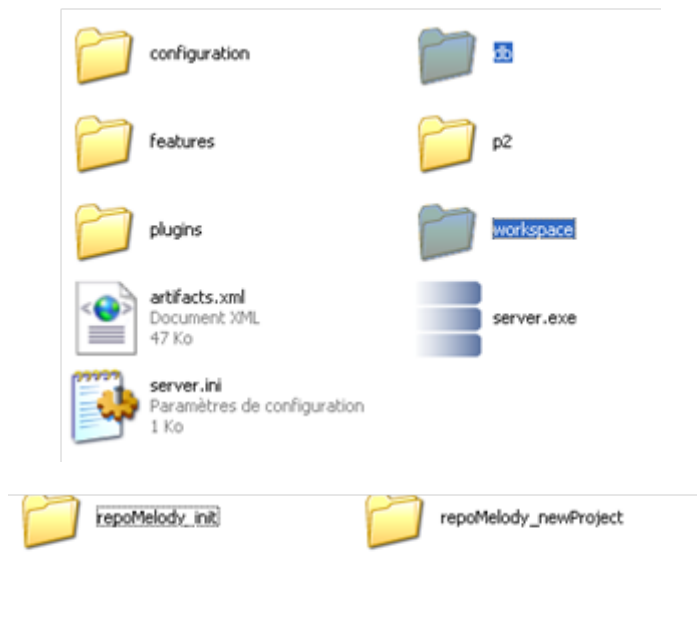 configuration
db
features
p2
plugins
workspace
artifacts.xml
Document XML
47 Ko
server.exe
server.ini
Paramètres de configuration
1 Ko
repoMelody_init
repoMelody_newProject